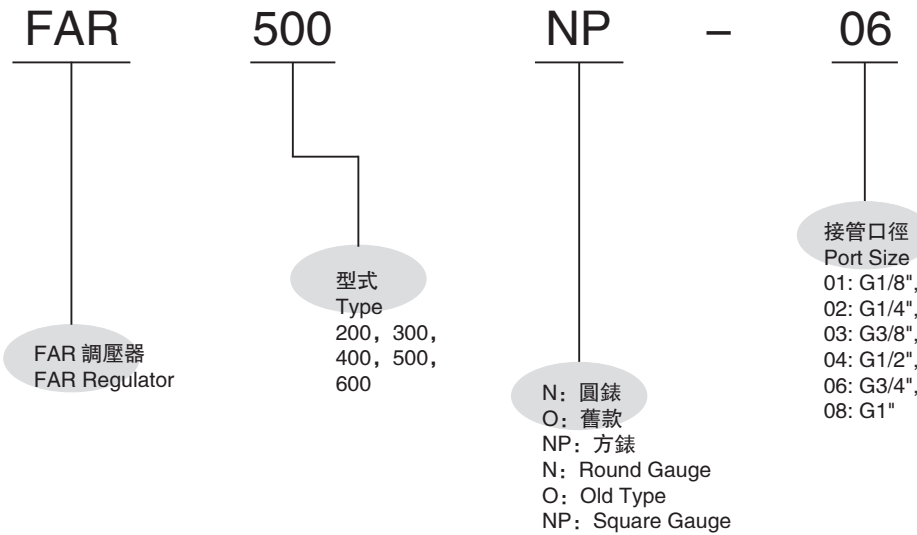 FAR 500 NP – 06
FAR 調壓器
FAR Regulator
型式
Type
200，300，
400，500，
600
N：圓錶
O：舊款
NP：方錶
N：Round Gauge
O：Old Type
NP：Square Gauge
接管口徑
Port Size
01: G1/8",
02: G1/4",
03: G3/8",
04: G1/2",
06: G3/4",
08: G1"